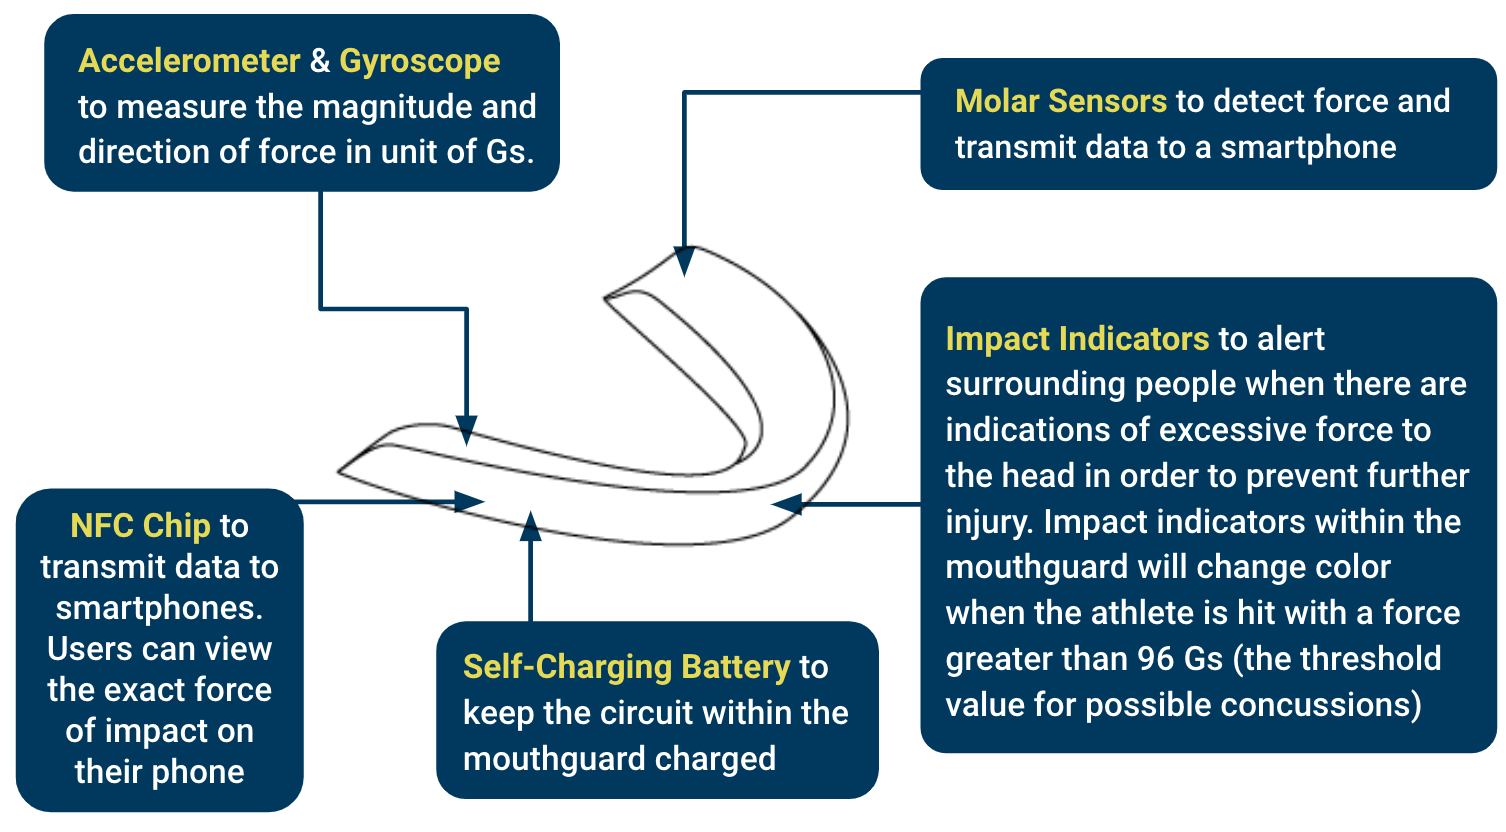 Accelerometer & Gyroscope
to measure the magnitude and
direction of force in unit of Gs.
Molar Sensors to detect force and
transmit data to a smartphone
Impact Indicators to alert
surrounding people when there are
indications of excessive force to
the head in order to prevent further
injury. Impact indicators within the
mouthguard will change color
when the athlete is hit with a force
greater than 96 Gs (the threshold
value for possible concussions)
NFC Chip to
transmit data to
smartphones.
Users can view
the exact force
of impact on
their phone
Self-Charging Battery to
keep the circuit within the
mouthguard charged